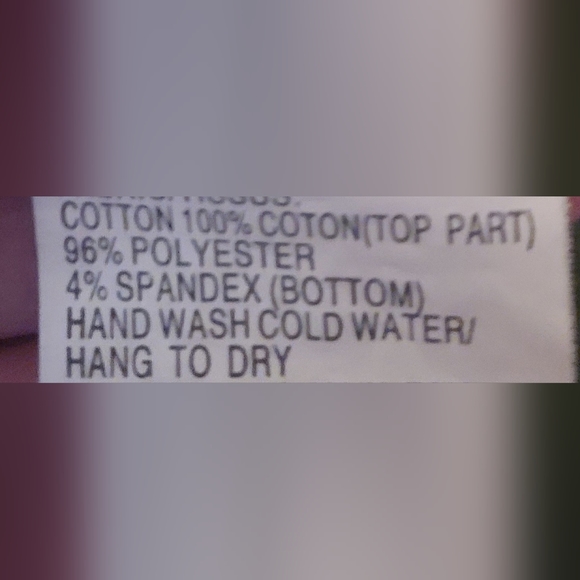 COTTON 100% COTON(TOP PART)
96% POLYESTER
4% SPANDEX (BOTTOM)
HAND WASH COLD WATER/
HANG TO DRY